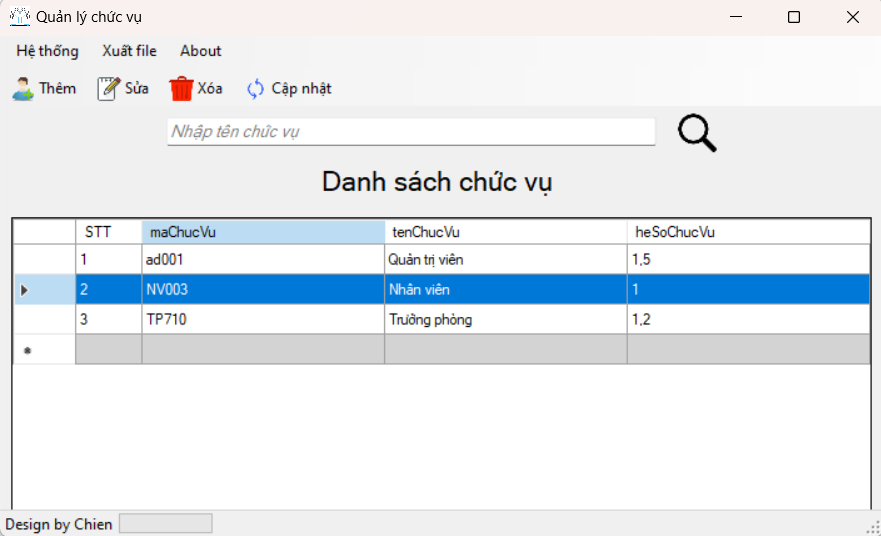 Quản lý chức vụ
Hệ thống Xuất file About
Thêm Sửa Xóa Cập nhật
Nhập tên chức vụ
Danh sách chức vụ
STT maChucVu tenChucVu heSoChucVu
1 ad001 Quản trị viên 1,5
2 NV003 Nhân viên 1
3 TP710 Trưởng phòng 1,2
Design by Chien